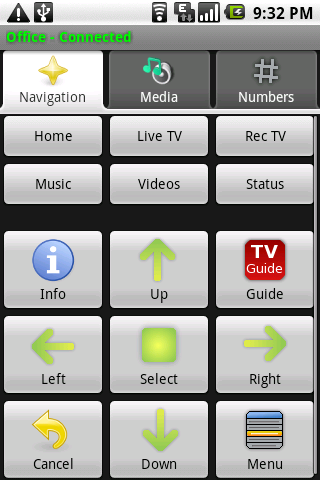 9:32 PM
Office - Connected
Navigation Media Numbers
Home Live TV Rec TV
Music Videos Status
TV
Guide
Info Up Guide
Left Select Right
Cancel Down Menu